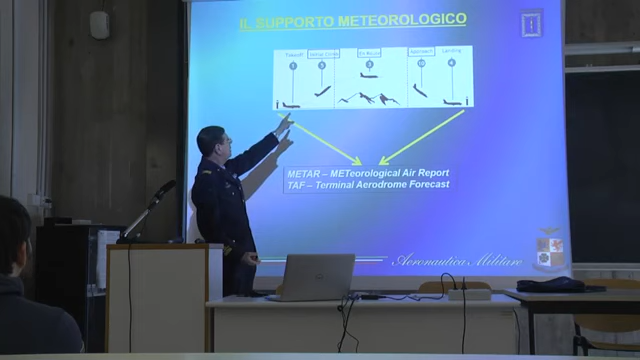 IL SUPPORTO METEOROLOGICO
Takeoff Initial Climb En Route Approach Landing
METAR – METeorological Air Report
TAF – Terminal Aerodrome Forecast
Aeronautica Militare